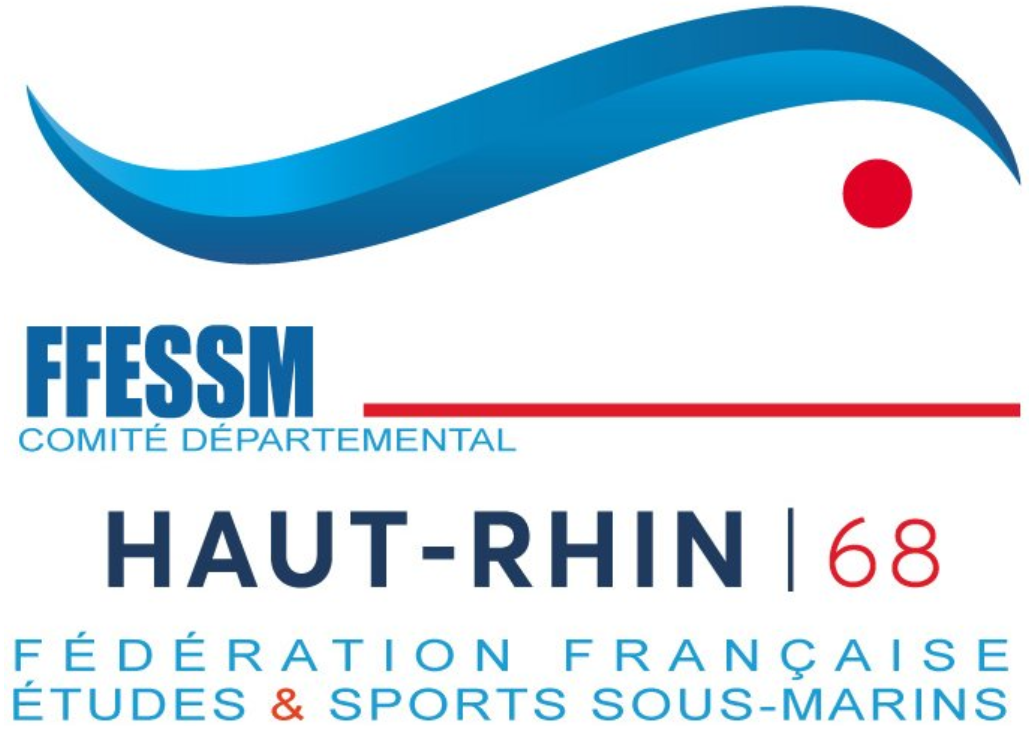 FFESSM
COMITÉ DÉPARTEMENTAL
HAUT-RHIN | 68
FÉDÉRATION FRANÇAISE
ÉTUDES & SPORTS SOUS-MARINS